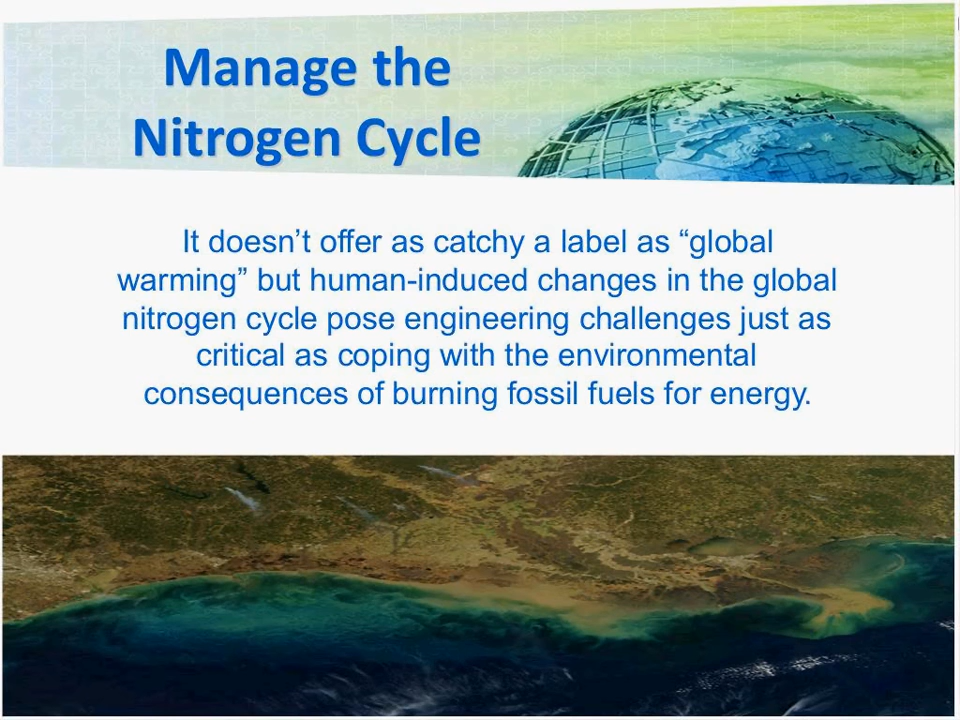 Manage the
Nitrogen Cycle
It doesn’t offer as catchy a label as “global
warming” but human-induced changes in the global
nitrogen cycle pose engineering challenges just as
critical as coping with the environmental
consequences of burning fossil fuels for energy.